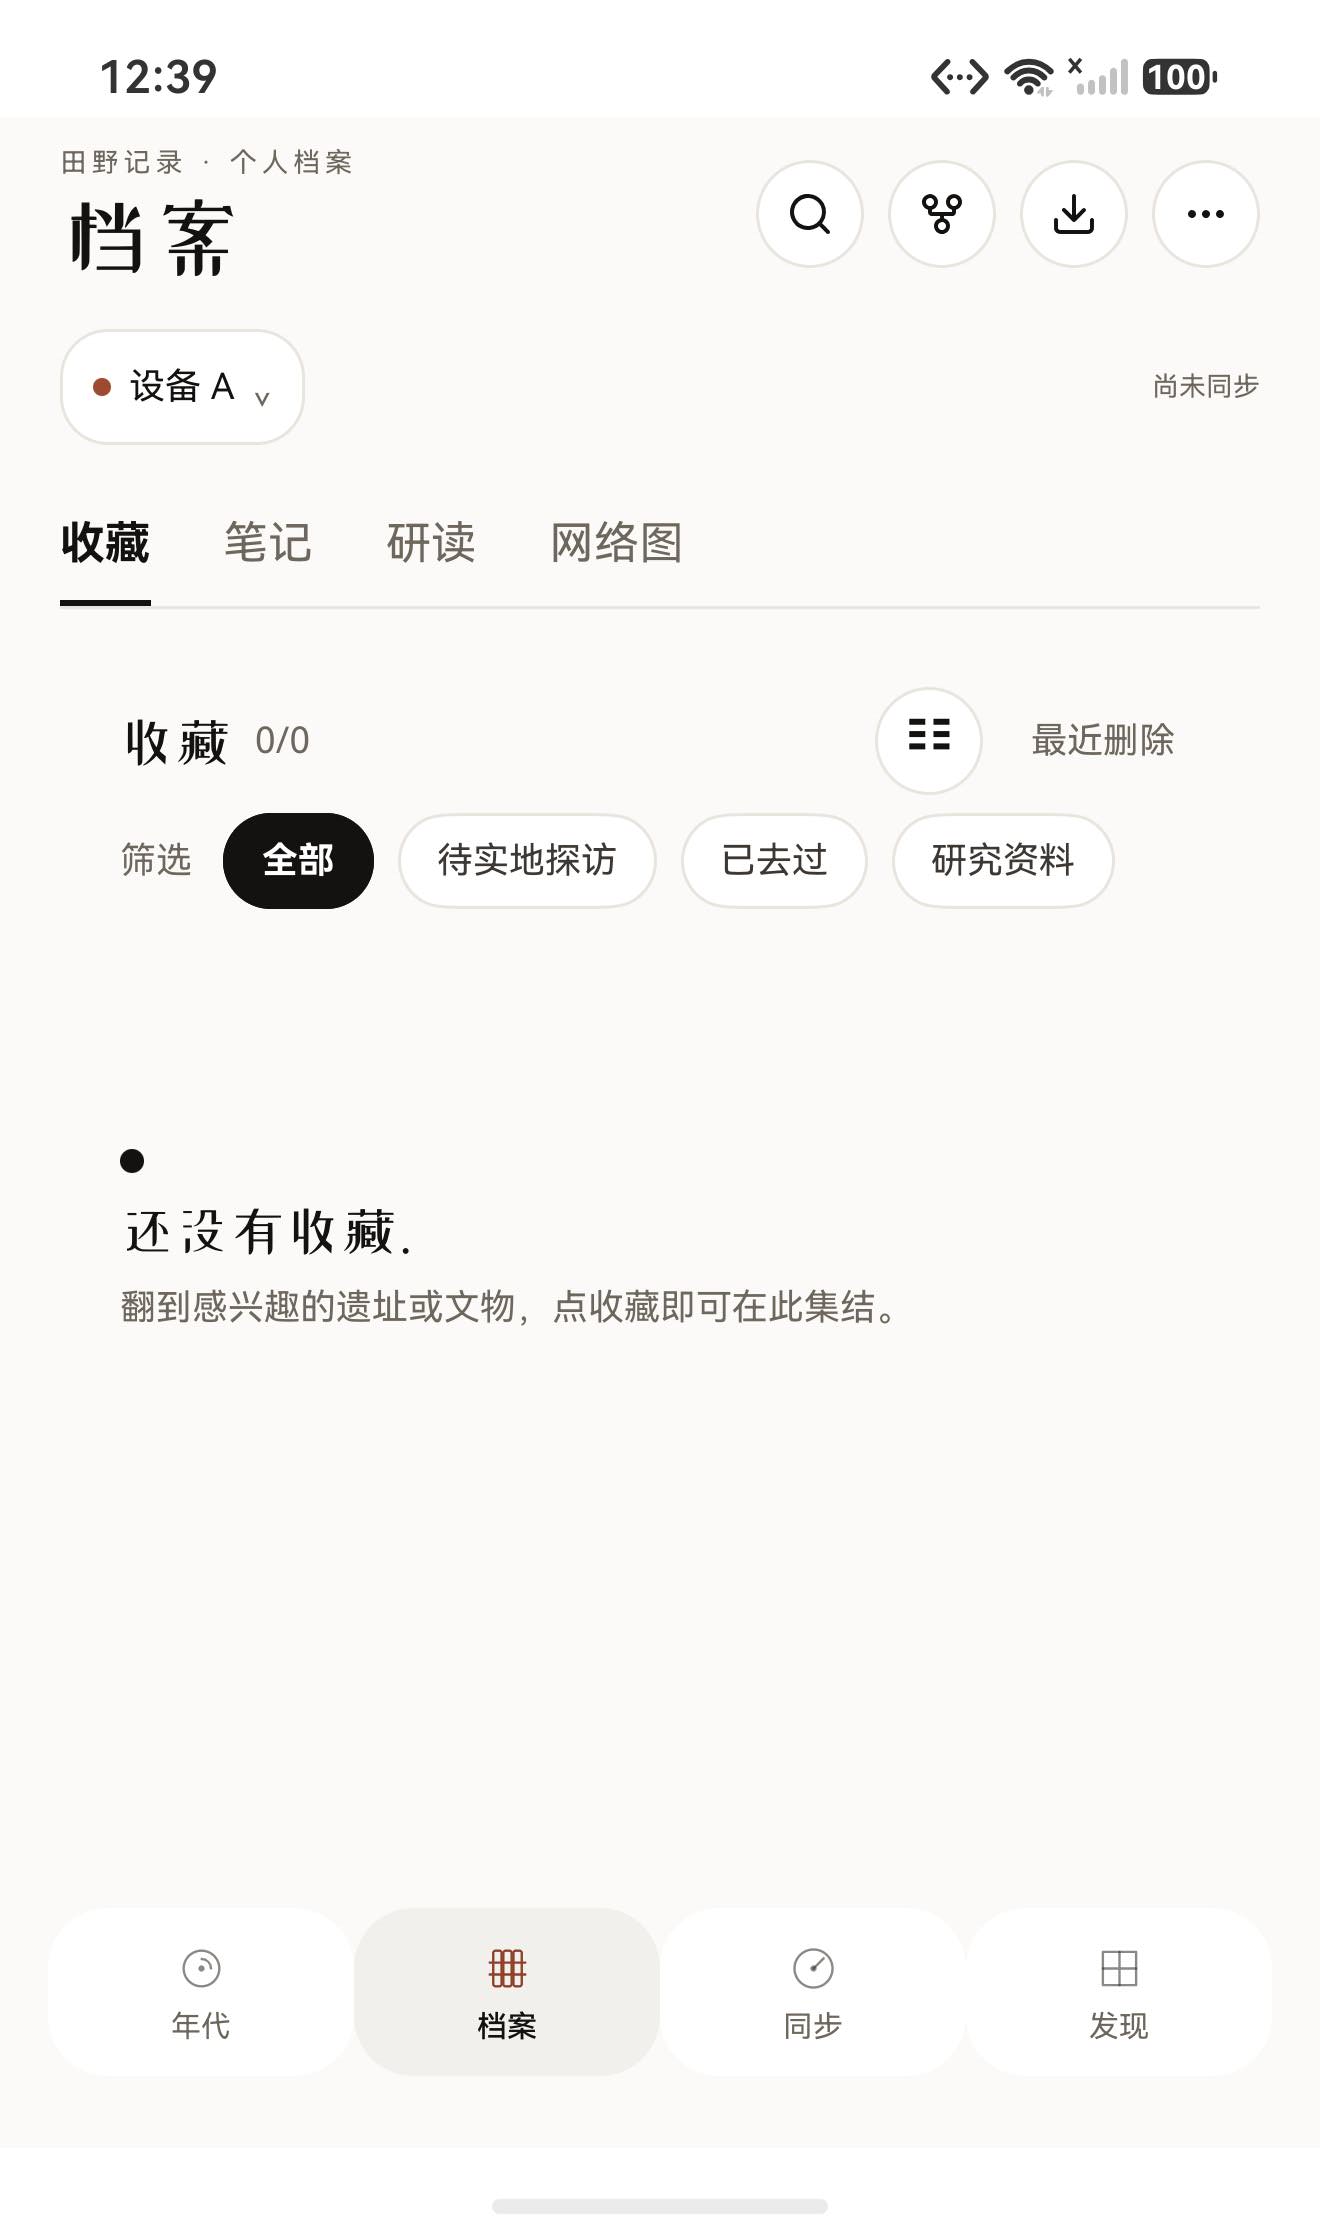 12:39
100
田野记录 · 个人档案
档案
设备 A
尚未同步
收藏 笔记 研读 网络图
收藏 0/0 最近删除
筛选 全部 待实地探访 已去过 研究资料
还没有收藏.
翻到感兴趣的遗址或文物，点收藏即可在此集结。
年代 档案 同步 发现